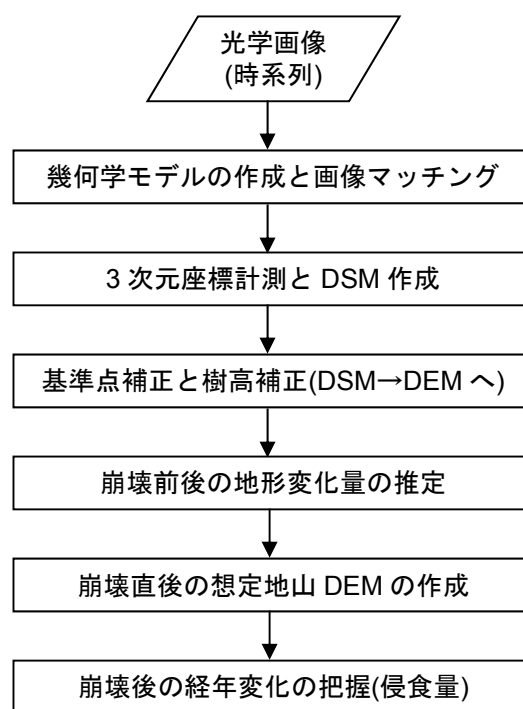 光学画像
(時系列)
幾何学モデルの作成と画像マッチング
3 次元座標計測と DSM 作成
基準点補正と樹高補正(DSM→DEM へ)
崩壊前後の地形変化量の推定
崩壊直後の想定地山 DEM の作成
崩壊後の経年変化の把握(侵食量)